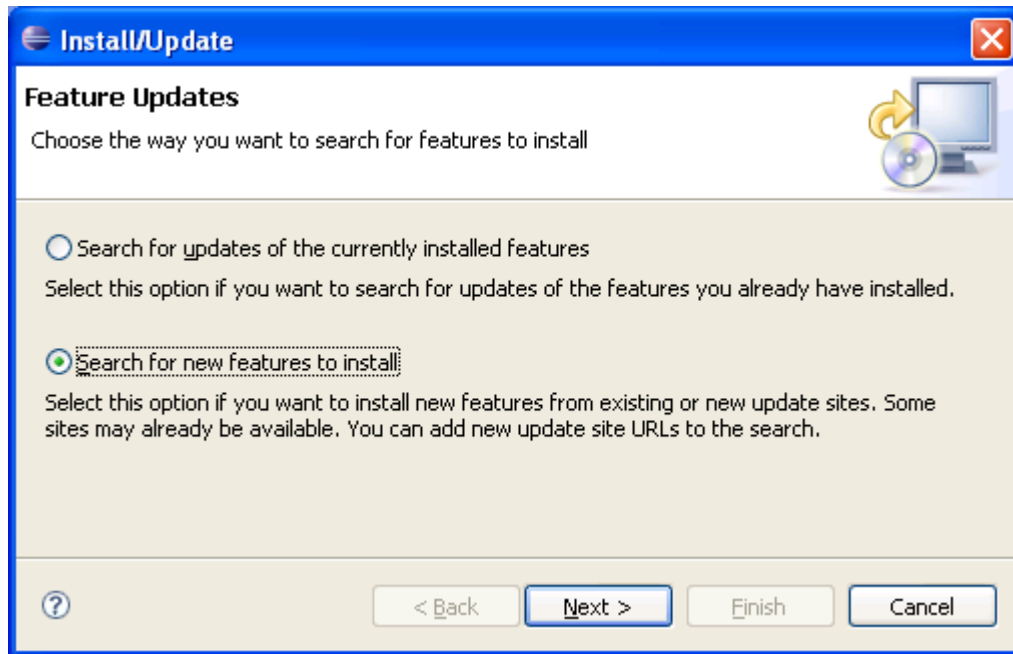 Install/Update
Feature Updates
Choose the way you want to search for features to install
Search for updates of the currently installed features
Select this option if you want to search for updates of the features you already have installed.
Search for new features to install
Select this option if you want to install new features from existing or new update sites. Some
sites may already be available. You can add new update site URLs to the search.
?
< Back
Next >
Finish
Cancel